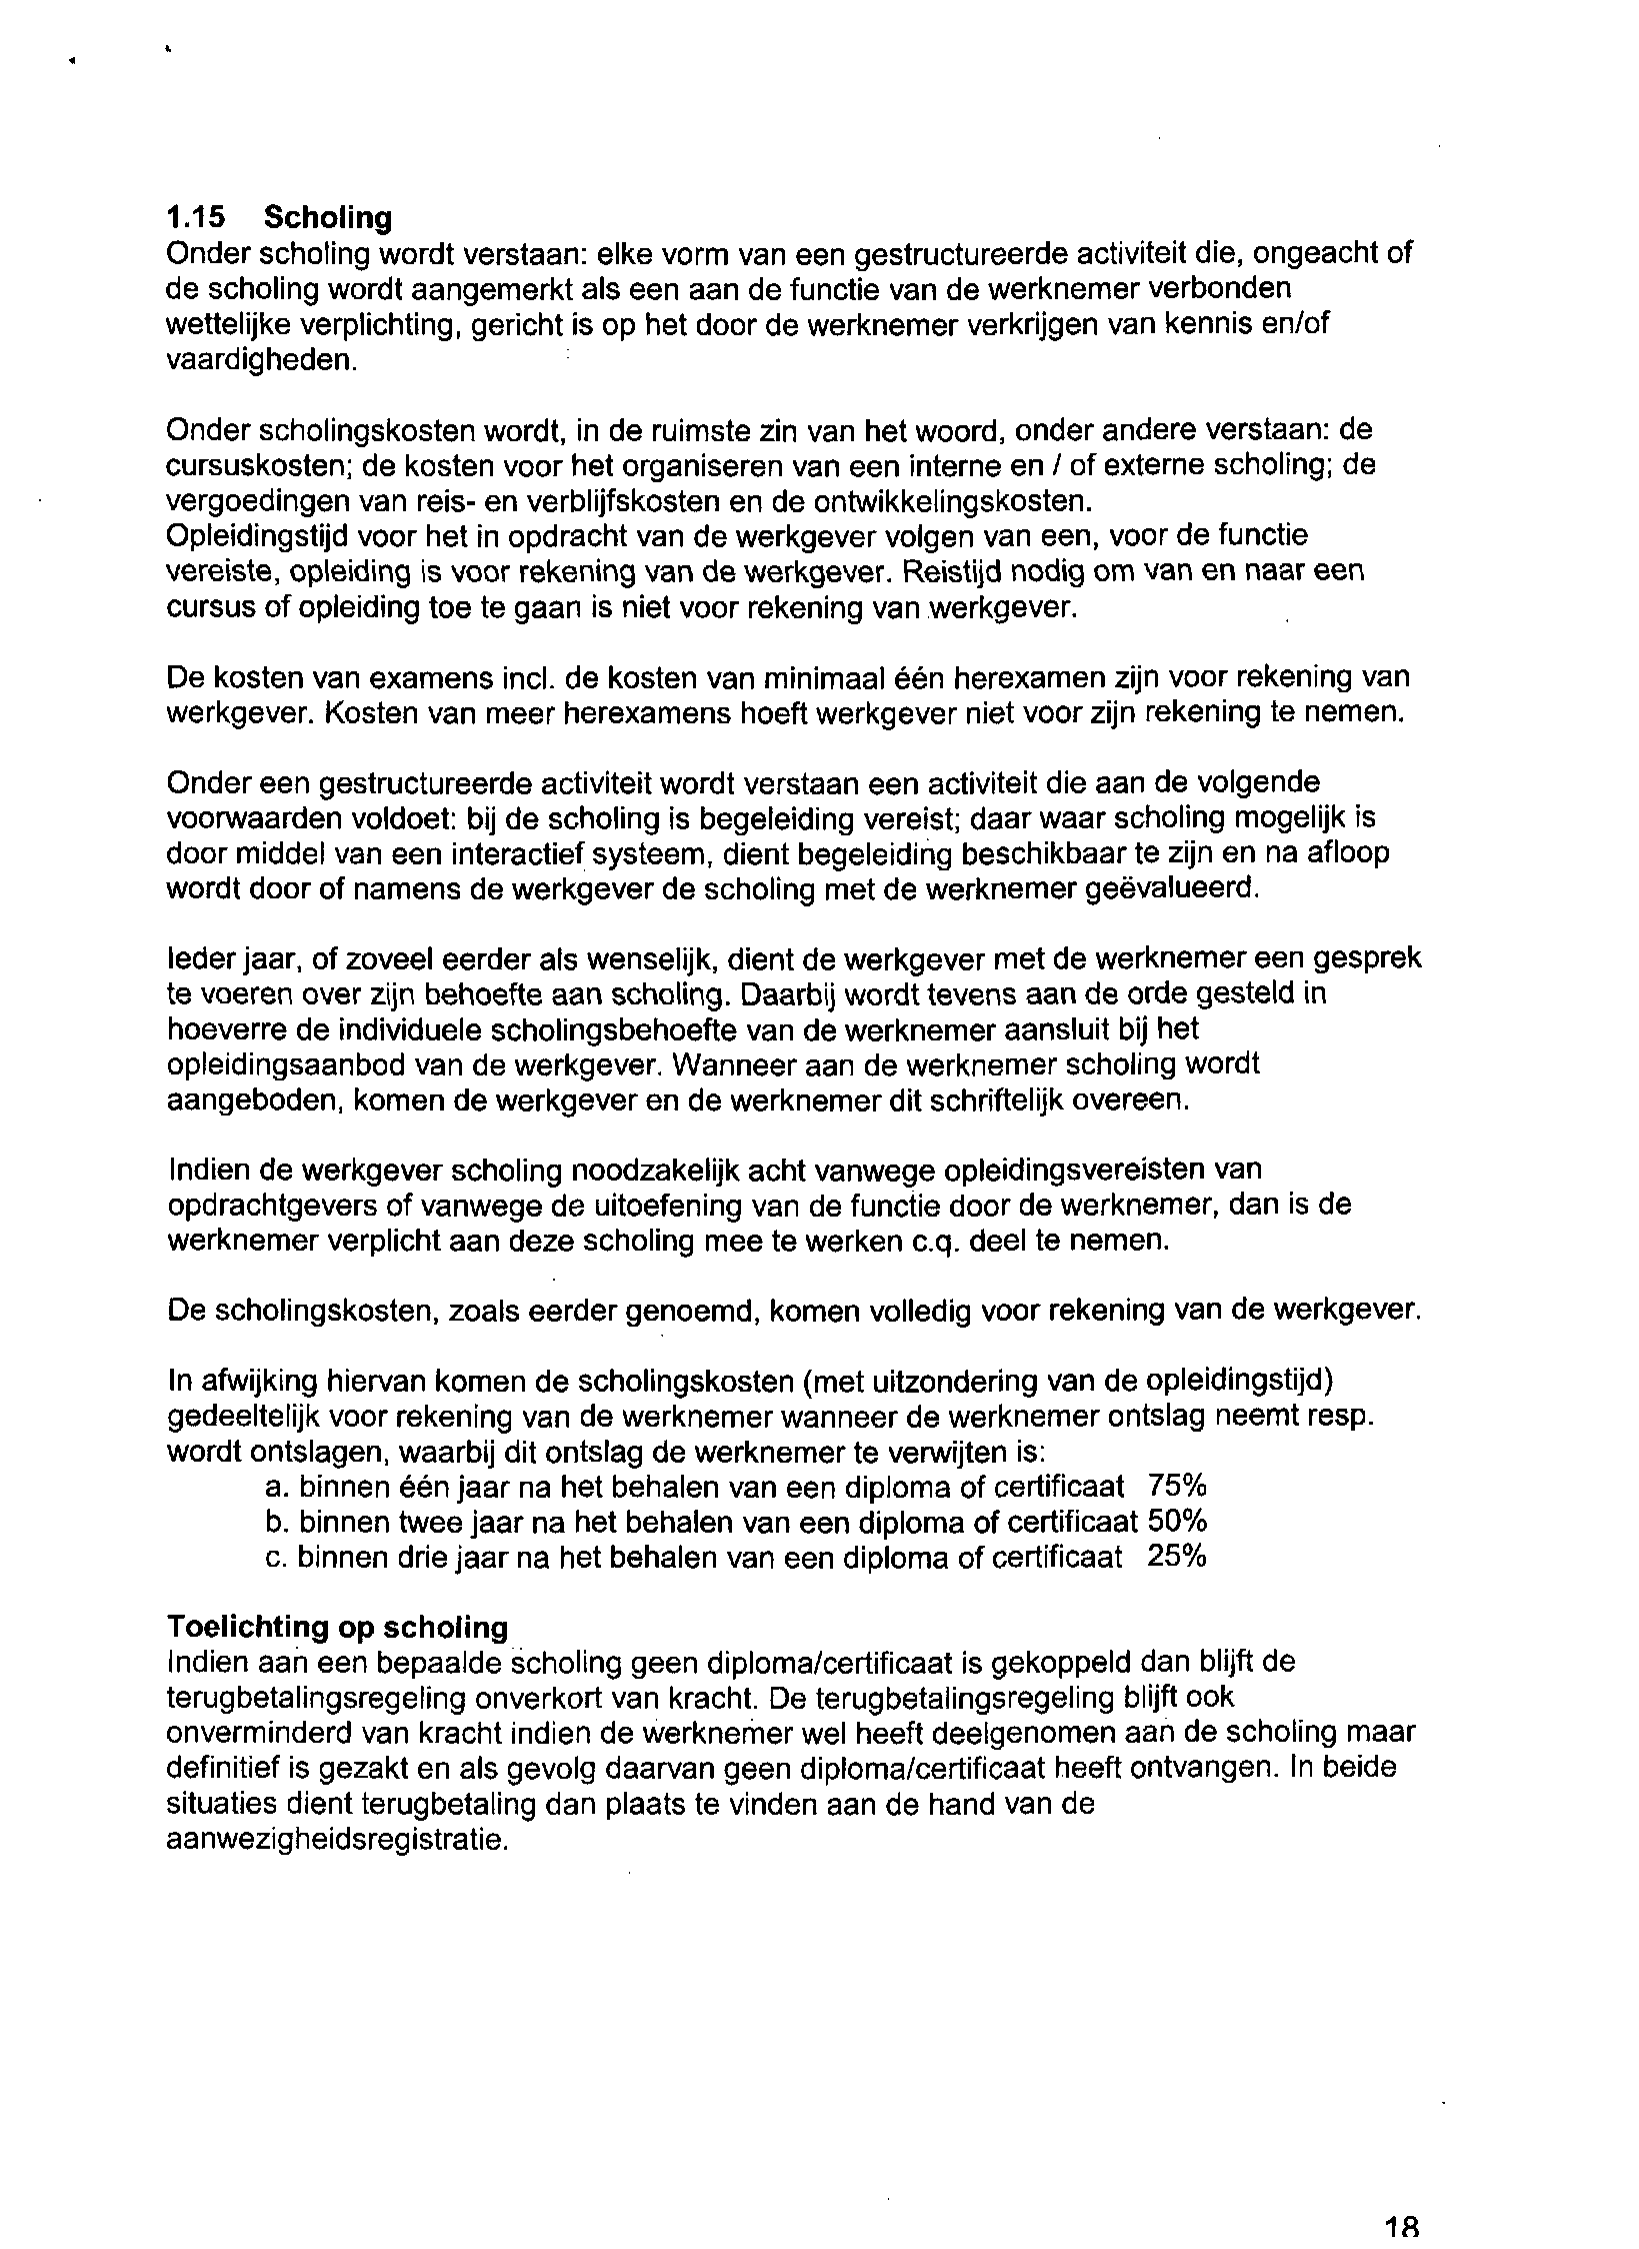 1.15 Scholing
Onder scholing wordt verstaan: elke vorm van een gestructureerde activiteit die, ongeacht of
de scholing wordt aangemerkt als een aan de functie van de werknemer verbonden
wettelijke verplichting, gericht is op het door de werknemer verkrijgen van kennis en/of
vaardigheden.
Onder scholingskosten wordt, in de ruimste zin van het woord, onder andere verstaan: de
cursuskosten; de kosten voor het organiseren van een interne en / of externe scholing; de
vergoedingen van reis- en verblijfskosten en de ontwikkelingskosten.
Opleidingstijd voor het in opdracht van de werkgever volgen van een, voor de functie
vereiste, opleiding is voor rekening van de werkgever. Reistijd nodig om van en naar een
cursus of opleiding toe te gaan is niet voor rekening van werkgever.
De kosten van examens incl. de kosten van minimaal één herexamen zijn voor rekening van
werkgever. Kosten van meer herexamens hoeft werkgever niet voor zijn rekening te nemen.
Onder een gestructureerde activiteit wordt verstaan een activiteit die aan de volgende
voorwaarden voldoet: bij de scholing is begeleiding vereist; daar waar scholing mogelijk is
door middel van een interactief systeem, dient begeleiding beschikbaar te zijn en na afloop
wordt door of namens de werkgever de scholing met de werknemer geëvalueerd.
Ieder jaar, of zoveel eerder als wenselijk, dient de werkgever met de werknemer een gesprek
te voeren over zijn behoefte aan scholing. Daarbij wordt tevens aan de orde gesteld in
hoeverre de individuele scholingsbehoefte van de werknemer aansluit bij het
opleidingsaanbod van de werkgever. Wanneer aan de werknemer scholing wordt
aangeboden, komen de werkgever en de werknemer dit schriftelijk overeen.
Indien de werkgever scholing noodzakelijk acht vanwege opleidingsvereisten van
opdrachtgevers of vanwege de uitoefening van de functie door de werknemer, dan is de
werknemer verplicht aan deze scholing mee te werken c.q. deel te nemen.
De scholingskosten, zoals eerder genoemd, komen volledig voor rekening van de werkgever.
In afwijking hiervan komen de scholingskosten (met uitzondering van de opleidingstijd)
gedeeltelijk voor rekening van de werknemer wanneer de werknemer ontslag neemt resp.
wordt ontslagen, waarbij dit ontslag de werknemer te verwijten is:
a. binnen één jaar na het behalen van een diploma of certificaat 75%
b. binnen twee jaar na het behalen van een diploma of certificaat 50%
c. binnen drie jaar na het behalen van een diploma of certificaat 25%
Toelichting op scholing
Indien aan een bepaalde scholing geen diploma/certificaat is gekoppeld dan blijft de
terugbetalingsregeling onverkort van kracht. De terugbetalingsregeling blijft ook
onverminderd van kracht indien de werknemer wel heeft deelgenomen aan de scholing maar
definitief is gezakt en als gevolg daarvan geen diploma/certificaat heeft ontvangen. In beide
situaties dient terugbetaling dan plaats te vinden aan de hand van de
aanwezigheidsregistratie.
18